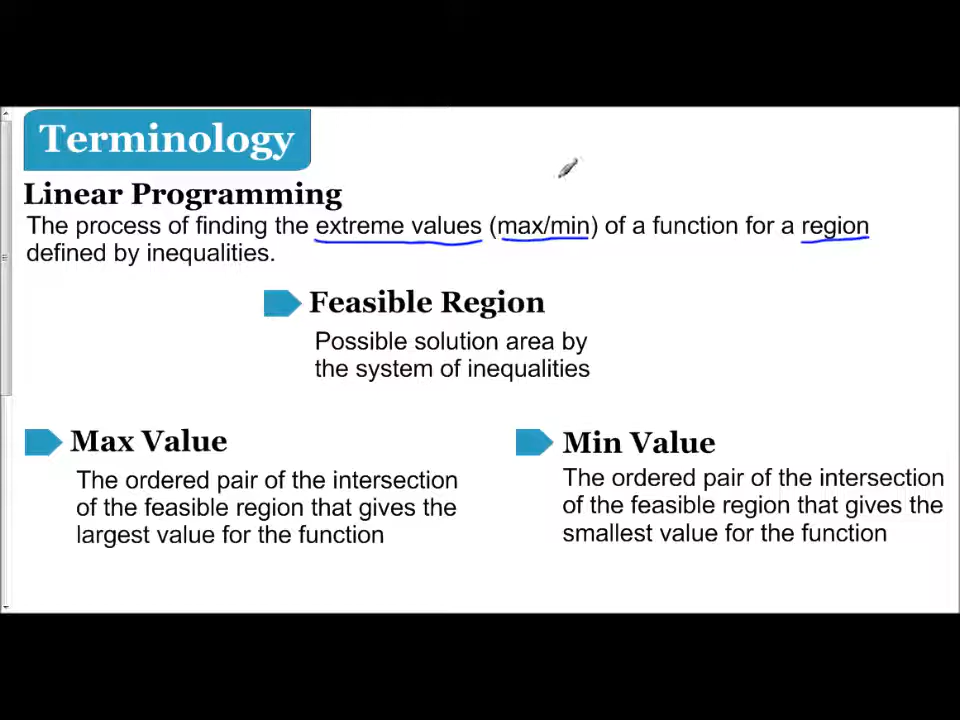 Terminology
Linear Programming
The process of finding the extreme values (max/min) of a function for a region
defined by inequalities.
Feasible Region
Possible solution area by
the system of inequalities
Max Value
The ordered pair of the intersection
of the feasible region that gives the
largest value for the function
Min Value
The ordered pair of the intersection
of the feasible region that gives the
smallest value for the function